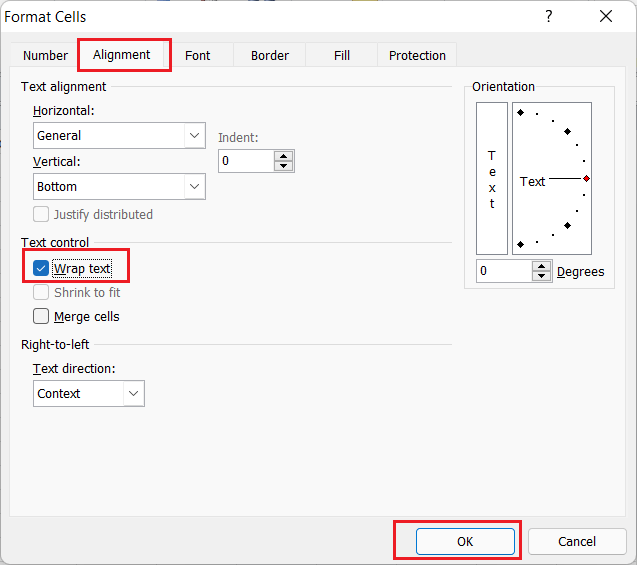 Format Cells
?
Number Alignment Font Border Fill Protection
Text alignment
Horizontal:
General
Indent:
0
Vertical:
Bottom
Justify distributed
Text control
Wrap text
Shrink to fit
Merge cells
Right-to-left
Text direction:
Context
Orientation
Text
Text
0 Degrees
OK Cancel